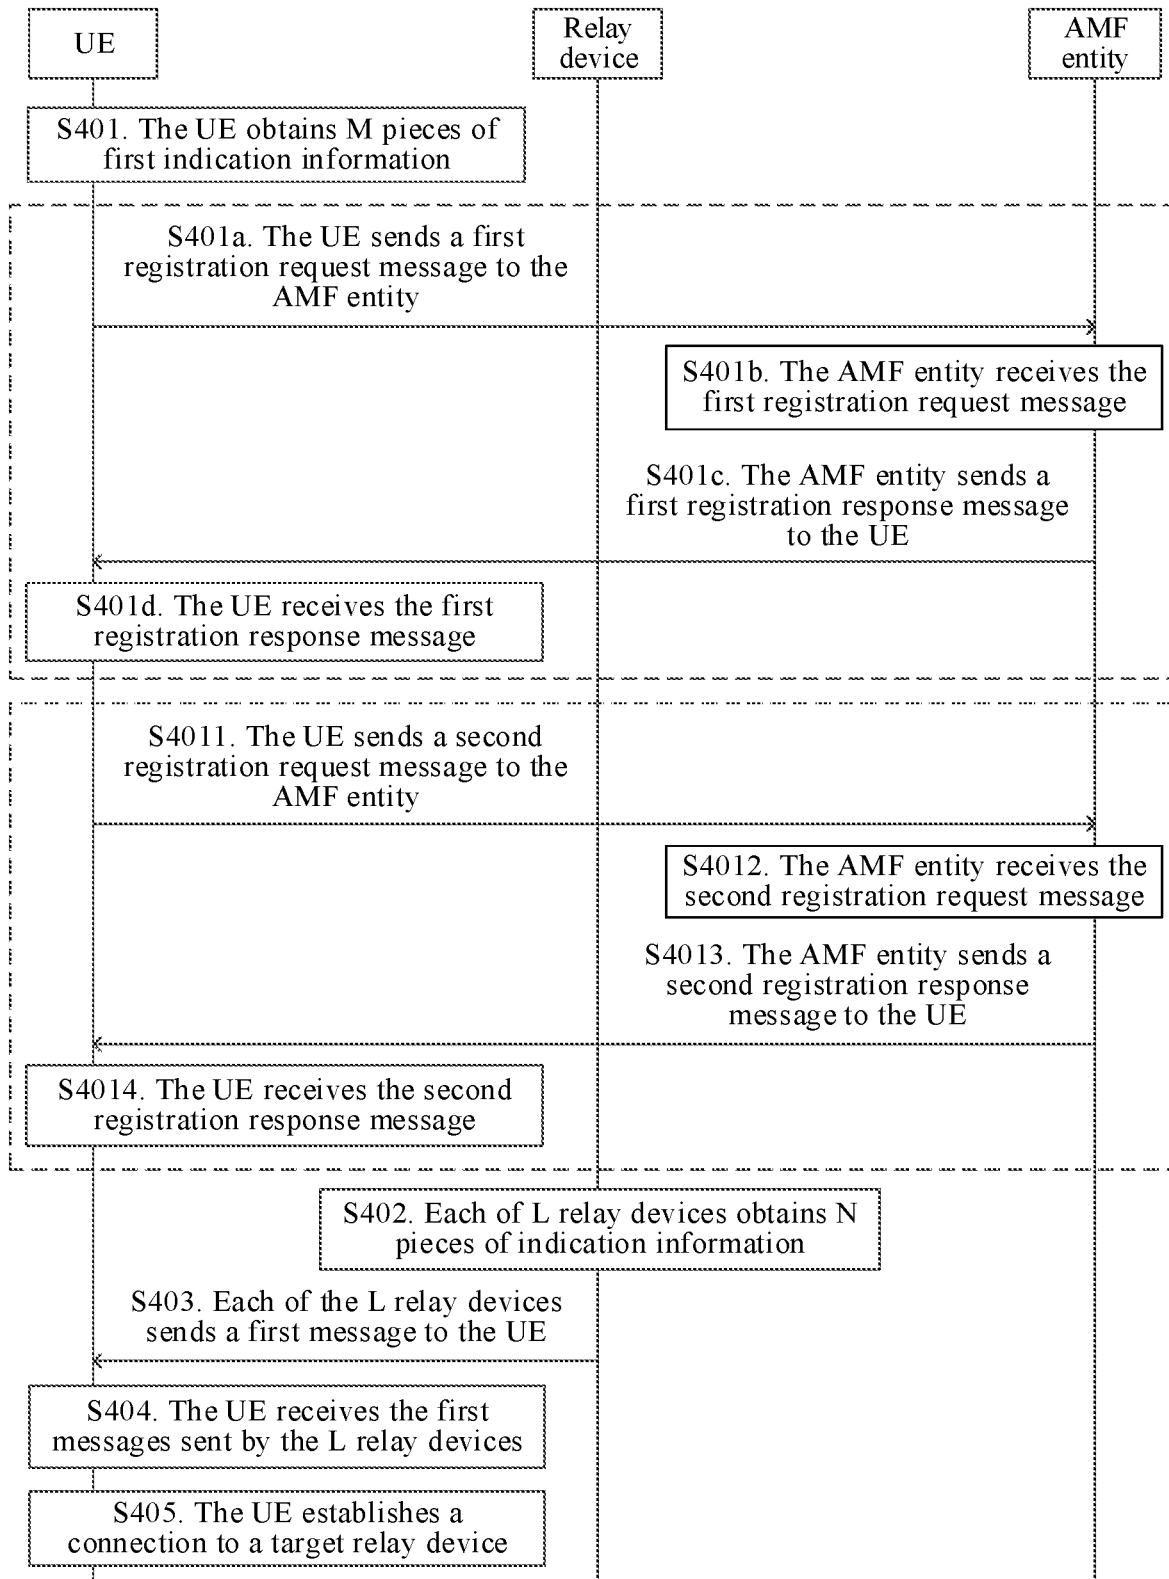 UE
Relay
device
AMF
entity
S401. The UE obtains M pieces of
first indication information
S401a. The UE sends a first
registration request message to the
AMF entity
S401b. The AMF entity receives the
first registration request message
S401c. The AMF entity sends a
first registration response message
to the UE
S401d. The UE receives the first
registration response message
S4011. The UE sends a second
registration request message to the
AMF entity
S4012. The AMF entity receives the
second registration request message
S4013. The AMF entity sends a
second registration response
message to the UE
S4014. The UE receives the second
registration response message
S402. Each of L relay devices obtains N
pieces of indication information
S403. Each of the L relay devices
sends a first message to the UE
S404. The UE receives the first
messages sent by the L relay devices
S405. The UE establishes a
connection to a target relay device